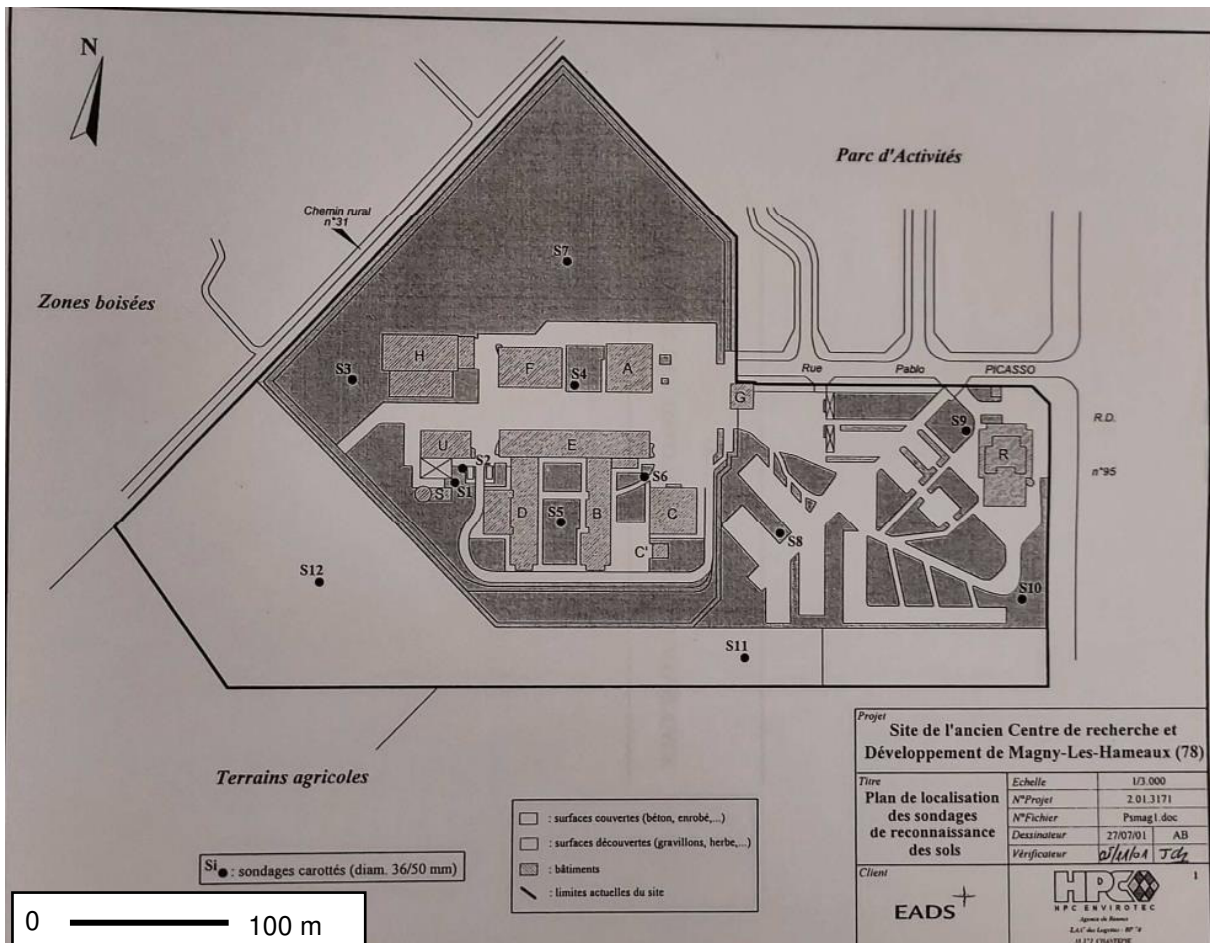 N
Parc d'Activités
Chemin rural
n°31
Zones boisées
S7
H
F
S4
A
S3
Rue Pablo PICASSO
G
R.D.
n°95
S9
R
U
E
S2
S1
S
S6
D
S5
B
C
C'
S8
S12
S10
S11
Terrains agricoles
Projet
Site de l'ancien Centre de recherche et
Développement de Magny-Les-Hameaux (78)
Titre
Plan de localisation
des sondages
de reconnaissance
des sols
Echelle 1/3.000
N°Projet 2.01.3171
N°Fichier Psmag1.doc
Dessinateur 27/07/01 AB
Vérificateur
Client
EADS
HPC
HPC ENVIROTEC
Agence de Rennes
1
: surfaces couvertes (béton, enrobé,...)
: surfaces découvertes (gravillons, herbe,...)
: bâtiments
: limites actuelles du site
Si : sondages carottés (diam. 36/50 mm)
0 100 m